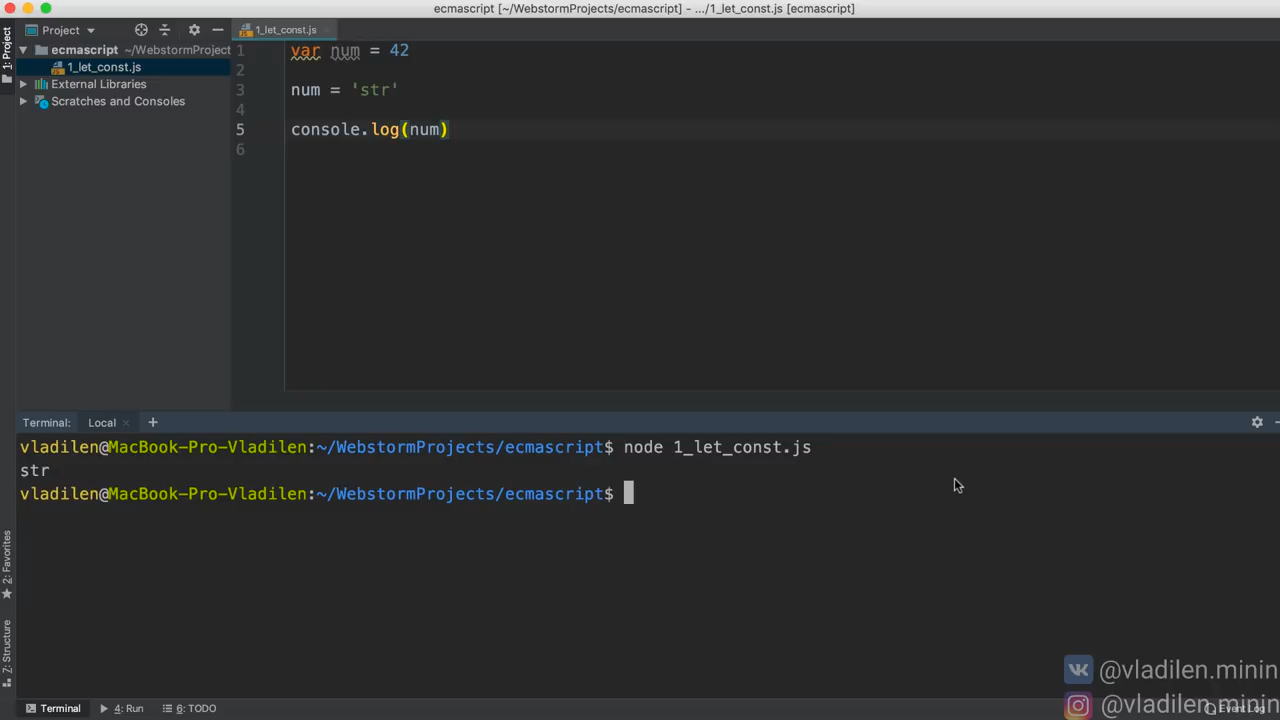 ecmascript [~/WebstormProjects/ecmascript] - .../1_let_const.js [ecmascript]
1: Project
Project
1_let_const.js
ecmascript ~/WebstormProject
1_let_const.js
External Libraries
Scratches and Consoles
1 var num = 42
2
3 num = 'str'
4
5 console.log(num)
6
Terminal: Local +
vladilen@MacBook-Pro-Vladilen:~/WebstormProjects/ecmascript$ node 1_let_const.js
str
vladilen@MacBook-Pro-Vladilen:~/WebstormProjects/ecmascript$
2: Favorites
Z: Structure
@vladilen.minin
@vladilen.minin
Terminal 4: Run 6: TODO
Event Log